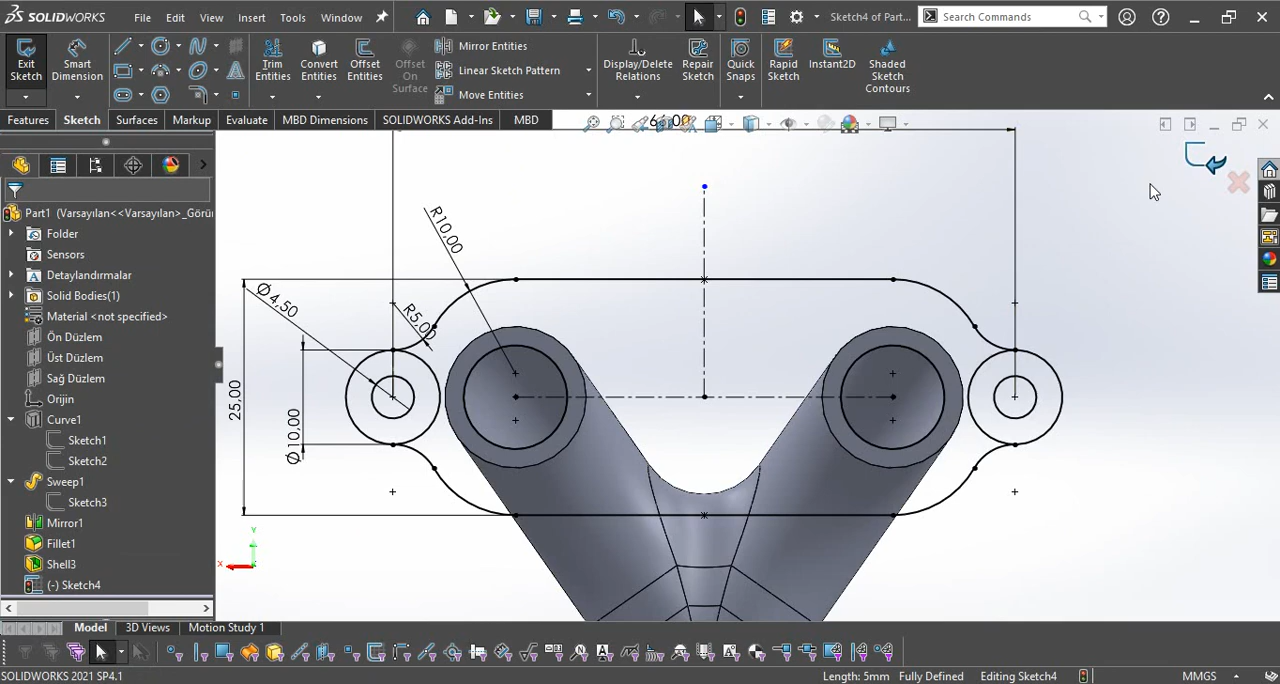 SOLIDWORKS
File
Edit
View
Insert
Tools
Window
Sketch4 of Part...
Search Commands
Exit Sketch
Smart Dimension
Trim Entities
Convert Entities
Offset Entities
Offset On Surface
Mirror Entities
Linear Sketch Pattern
Move Entities
Display/Delete Relations
Repair Sketch
Quick Snaps
Rapid Sketch
Instant2D
Shaded Sketch Contours
Features
Sketch
Surfaces
Markup
Evaluate
MBD Dimensions
SOLIDWORKS Add-Ins
MBD
Part1 (Varsayılan<<Varsayılan>_Görü
Folder
Sensors
Detaylandırmalar
Solid Bodies(1)
Material <not specified>
Ön Düzlem
Üst Düzlem
Sağ Düzlem
Orijin
Curve1
Sketch1
Sketch2
Sweep1
Sketch3
Mirror1
Fillet1
Shell3
(-) Sketch4
R10,00
Ø4,50
R5,00
25,00
Ø10,00
Y
X
Model
3D Views
Motion Study 1
SOLIDWORKS 2021 SP4.1
Length: 5mm
Fully Defined
Editing Sketch4
MMGS